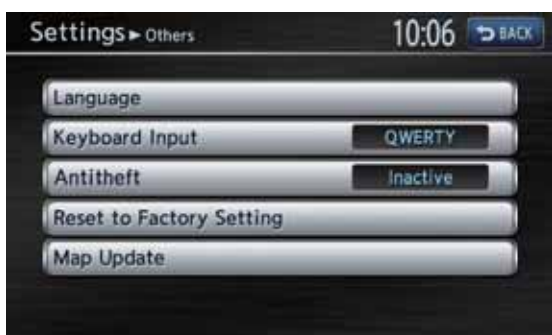 Settings ► Others 10:06 BACK
Language
Keyboard Input QWERTY
Antitheft Inactive
Reset to Factory Setting
Map Update